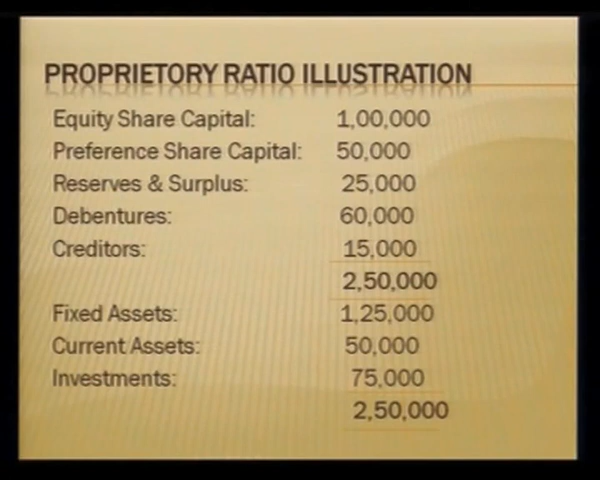 PROPRIETORY RATIO ILLUSTRATION
Equity Share Capital: 1,00,000
Preference Share Capital: 50,000
Reserves & Surplus: 25,000
Debentures: 60,000
Creditors: 15,000
2,50,000
Fixed Assets: 1,25,000
Current Assets: 50,000
Investments: 75,000
2,50,000